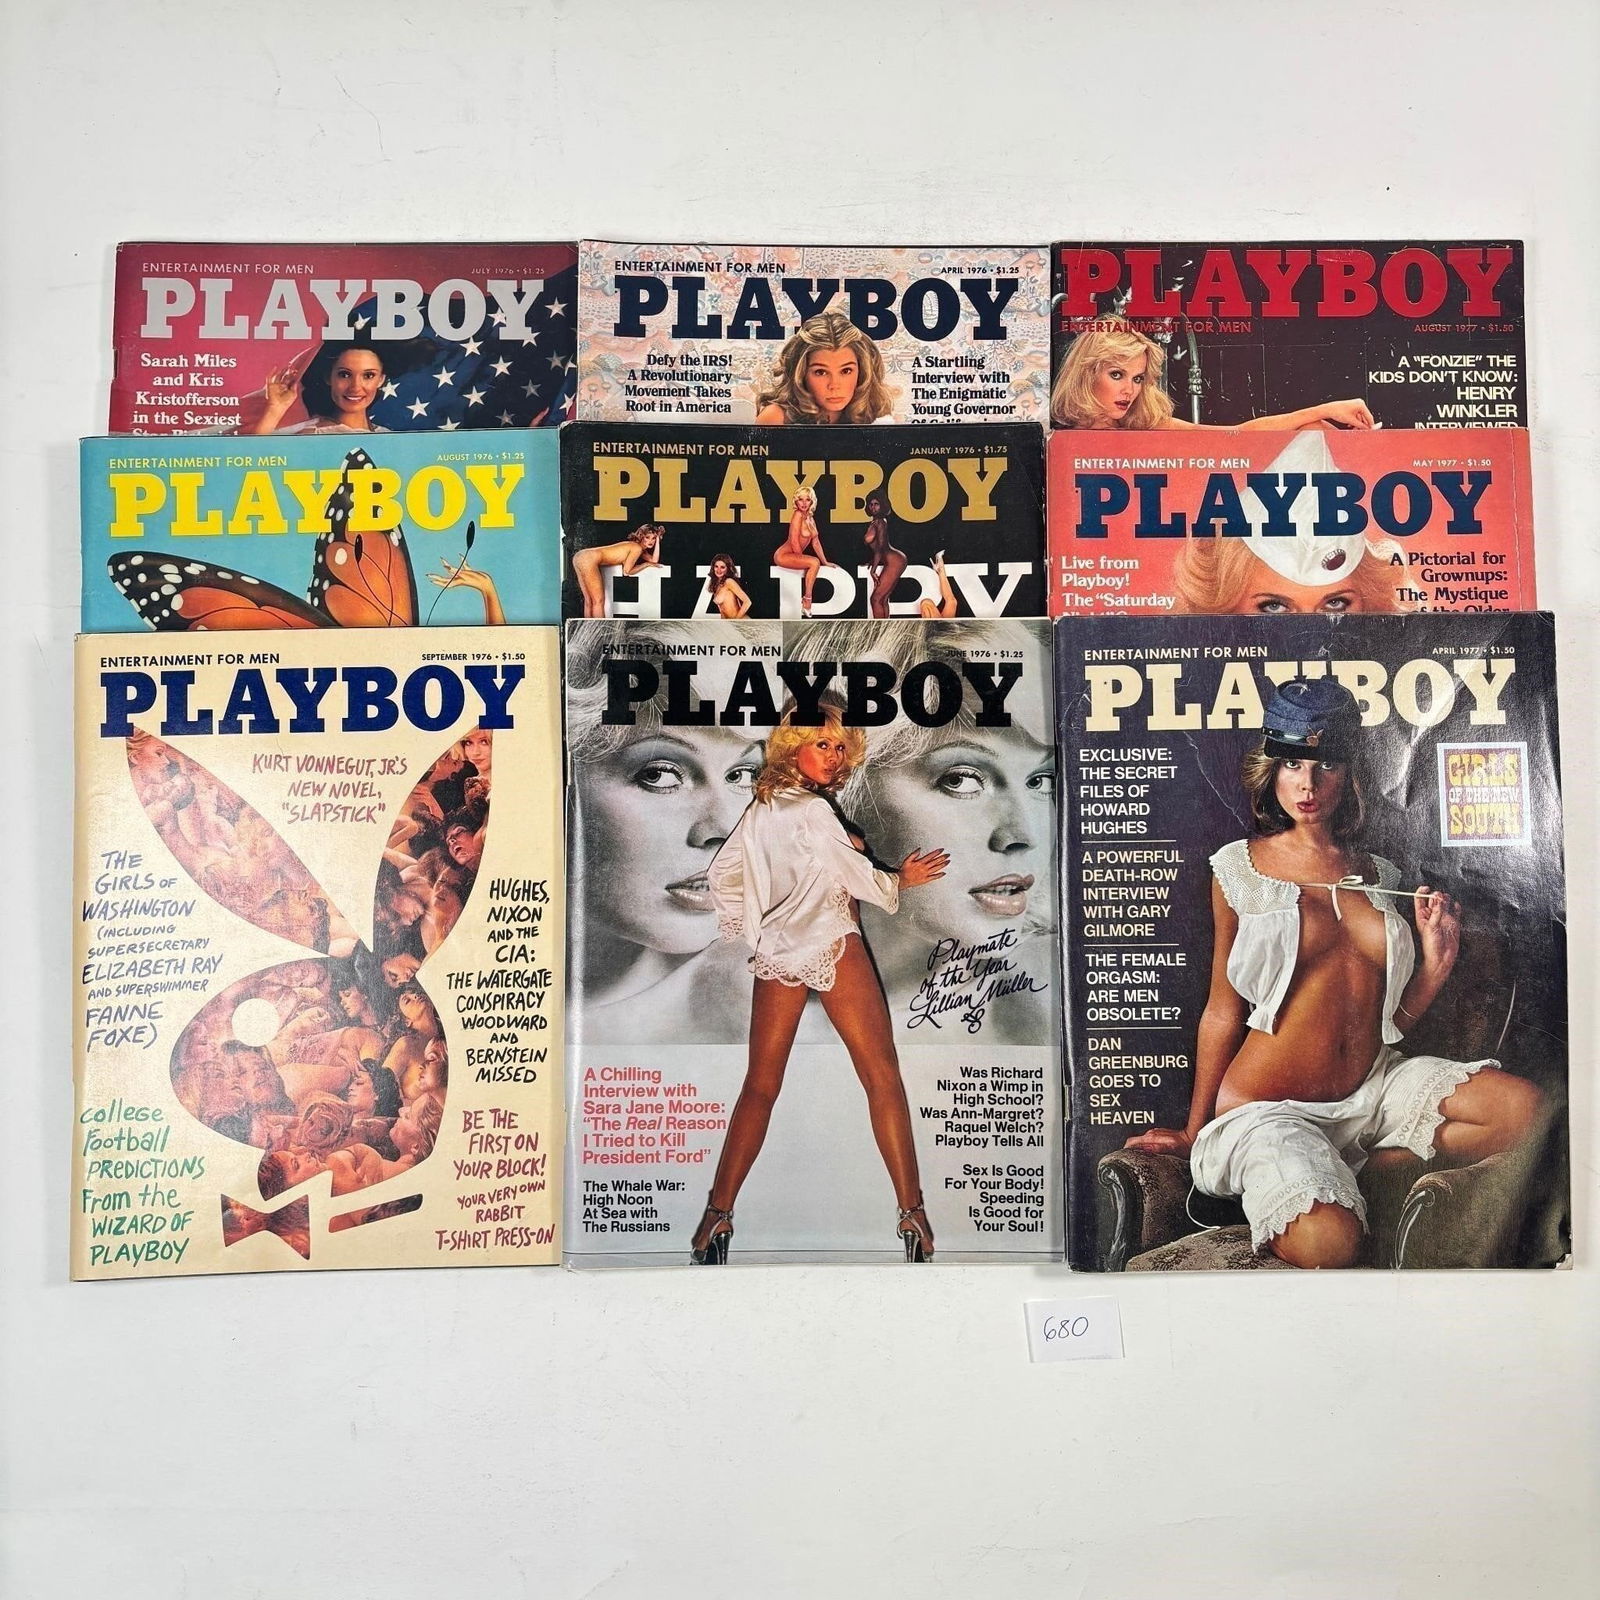 ENTERTAINMENT FOR MEN
JULY 1976 • $1.25
PLAYBOY
Sarah Miles
and Kris
Kristofferson
in the Sexiest
ENTERTAINMENT FOR MEN
APRIL 1976 • $1.25
PLAYBOY
Defy the IRS!
A Revolutionary
Movement Takes
Root in America
A Startling
Interview with
The Enigmatic
Young Governor
PLAYBOY
ENTERTAINMENT FOR MEN
AUGUST 1977 • $1.50
A "FONZIE" THE
KIDS DON'T KNOW:
HENRY
WINKLER
INTERVIEWED
ENTERTAINMENT FOR MEN
AUGUST 1976 • $1.25
PLAYBOY
ENTERTAINMENT FOR MEN
JANUARY 1976 • $1.75
PLAYBOY
HAPPY
ENTERTAINMENT FOR MEN
MAY 1977 • $1.50
PLAYBOY
Live from
Playboy!
The "Saturday
A Pictorial for
Grownups:
The Mystique
of the Older
ENTERTAINMENT FOR MEN
SEPTEMBER 1976 • $1.50
PLAYBOY
KURT VONNEGUT, JR'S
NEW NOVEL,
"SLAPSTICK"
THE
GIRLS OF
WASHINGTON
(INCLUDING
SUPERSECRETARY
ELIZABETH RAY
AND SUPERSWIMMER
FANNE
FOXE)
HUGHES,
NIXON
AND THE
CIA:
THE WATERGATE
CONSPIRACY
WOODWARD
AND
BERNSTEIN
MISSED
COLLEGE
football
PREDICTIONS
From the
WIZARD OF
PLAYBOY
BE THE
FIRST ON
YOUR BLOCK!
YOUR VERY OWN
RABBIT
T-SHIRT PRESS-ON
ENTERTAINMENT FOR MEN
JUNE 1976 • $1.25
PLAYBOY
Playmate
of the Year
Lillian Müller
A Chilling
Interview with
Sara Jane Moore:
"The Real Reason
I Tried to Kill
President Ford"
The Whale War:
High Noon
At Sea with
The Russians
Was Richard
Nixon a Wimp in
High School?
Was Ann-Margret?
Raquel Welch?
Playboy Tells All
Sex Is Good
For Your Body!
Speeding
Is Good for
Your Soul!
ENTERTAINMENT FOR MEN
APRIL 1977 • $1.50
PLAYBOY
EXCLUSIVE:
THE SECRET
FILES OF
HOWARD
HUGHES
A POWERFUL
DEATH-ROW
INTERVIEW
WITH GARY
GILMORE
THE FEMALE
ORGASM:
ARE MEN
OBSOLETE?
DAN
GREENBURG
GOES TO
SEX
HEAVEN
GIRLS
OF THE NEW
SOUTH
680